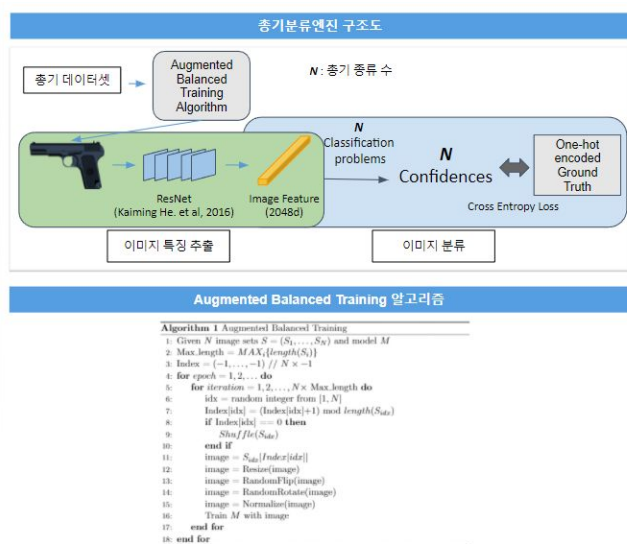 총기분류엔진 구조도
총기 데이터셋
Augmented
Balanced
Training
Algorithm
N : 총기 종류 수
ResNet
(Kaiming He. et al, 2016)
Image Feature
(2048d)
N
Classification
problems
N
Confidences
One-hot
encoded
Ground
Truth
Cross Entropy Loss
이미지 특징 추출
이미지 분류
Augmented Balanced Training 알고리즘
Algorithm 1 Augmented Balanced Training
1: Given N image sets S = (S₁, . . . , S_N) and model M
2: Max_length = MAX_i{length(S_i)}
3: Index = (−1, . . . , −1) // N × −1
4: for epoch = 1, 2, . . . do
5: for iteration = 1, 2, . . . , N× Max_length do
6: idx = random integer from [1, N]
7: Index[idx] = (Index[idx]+1) mod length(S_idx)
8: if Index[idx] == 0 then
9: Shuffle(S_idx)
10: end if
11: image = S_idx[Index[idx]]
12: image = Resize(image)
13: image = RandomFlip(image)
14: image = RandomRotate(image)
15: image = Normalize(image)
16: Train M with image
17: end for
18: end for